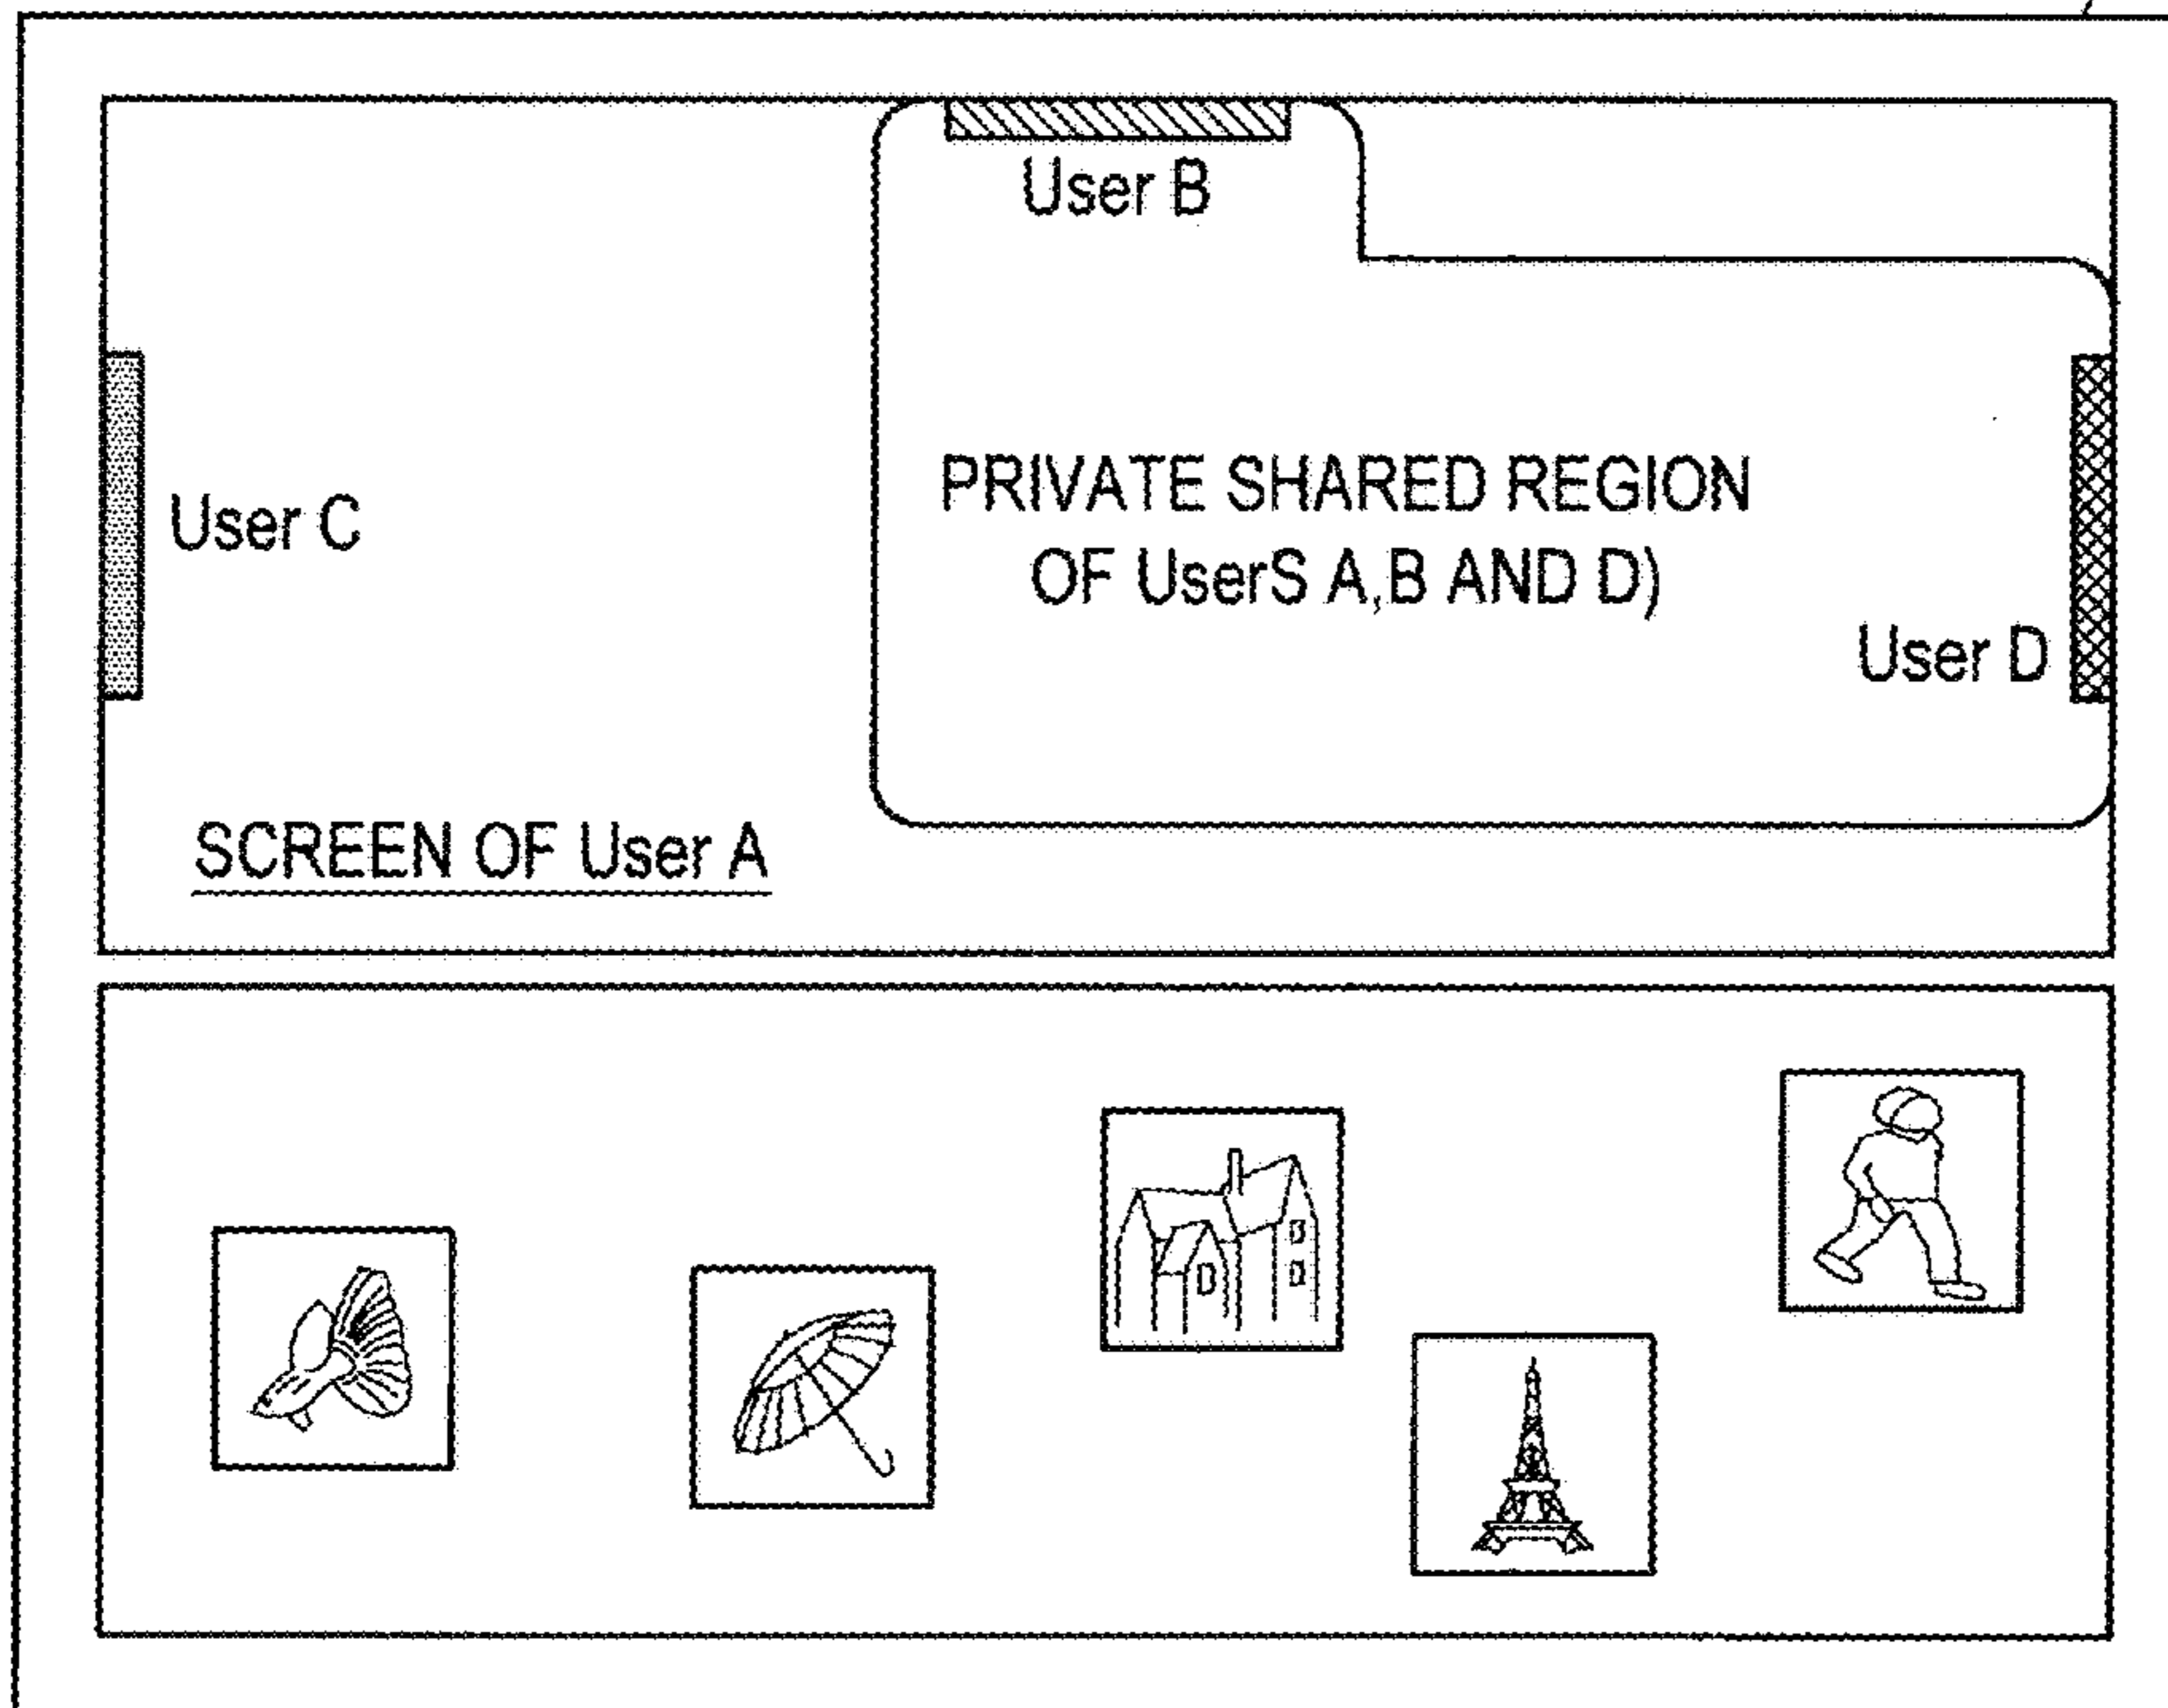 User B
User C
PRIVATE SHARED REGION
OF UserS A,B AND D)
User D
SCREEN OF User A